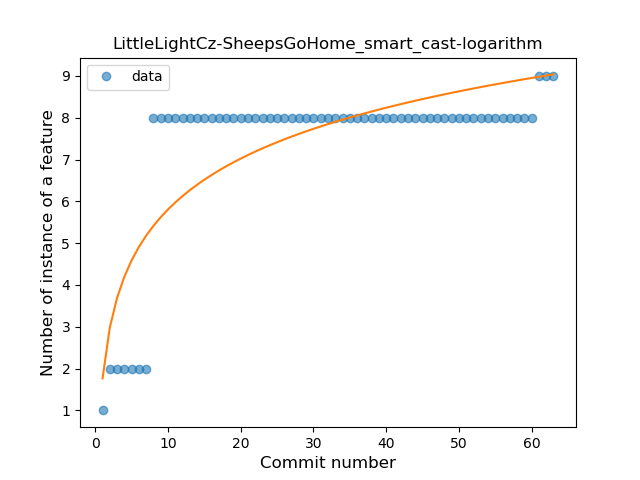 LittleLightCz-SheepsGoHome_smart_cast-logarithm
data
Number of instance of a feature
9
8
7
6
5
4
3
2
1
0 10 20 30 40 50 60
Commit number